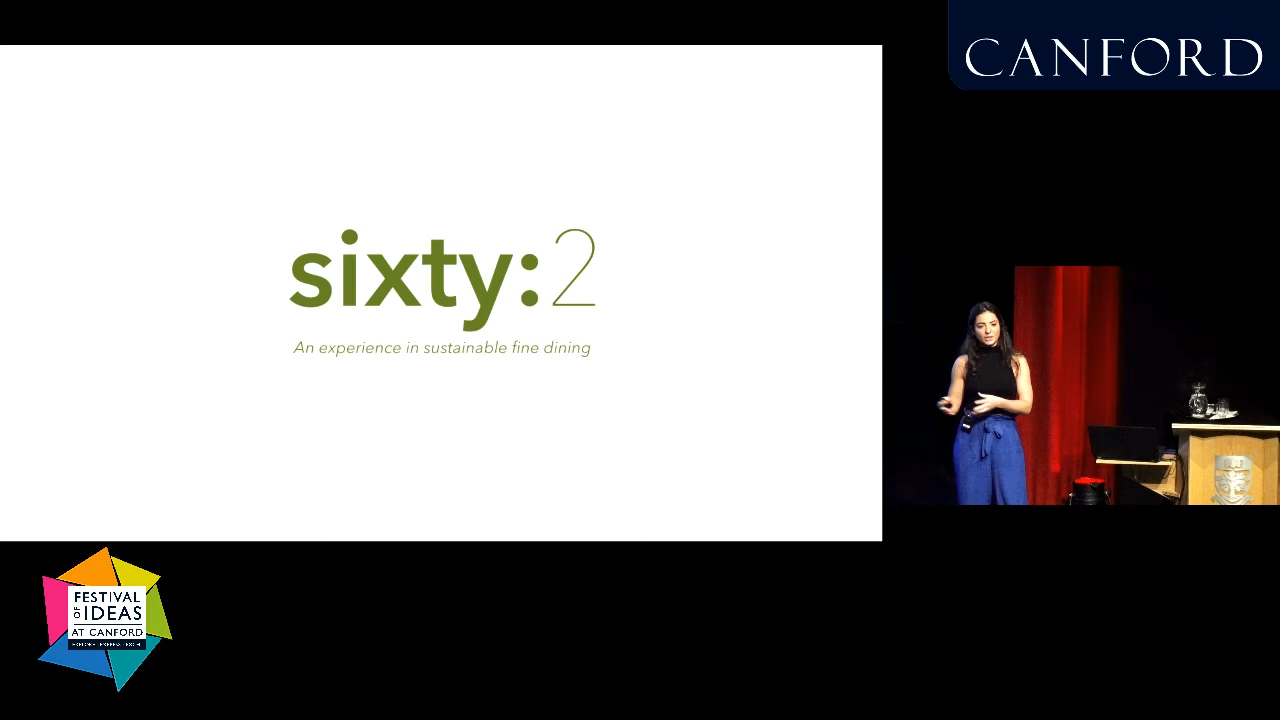 CANFORD
sixty:2
An experience in sustainable fine dining
FESTIVAL
OF IDEAS
AT CANFORD